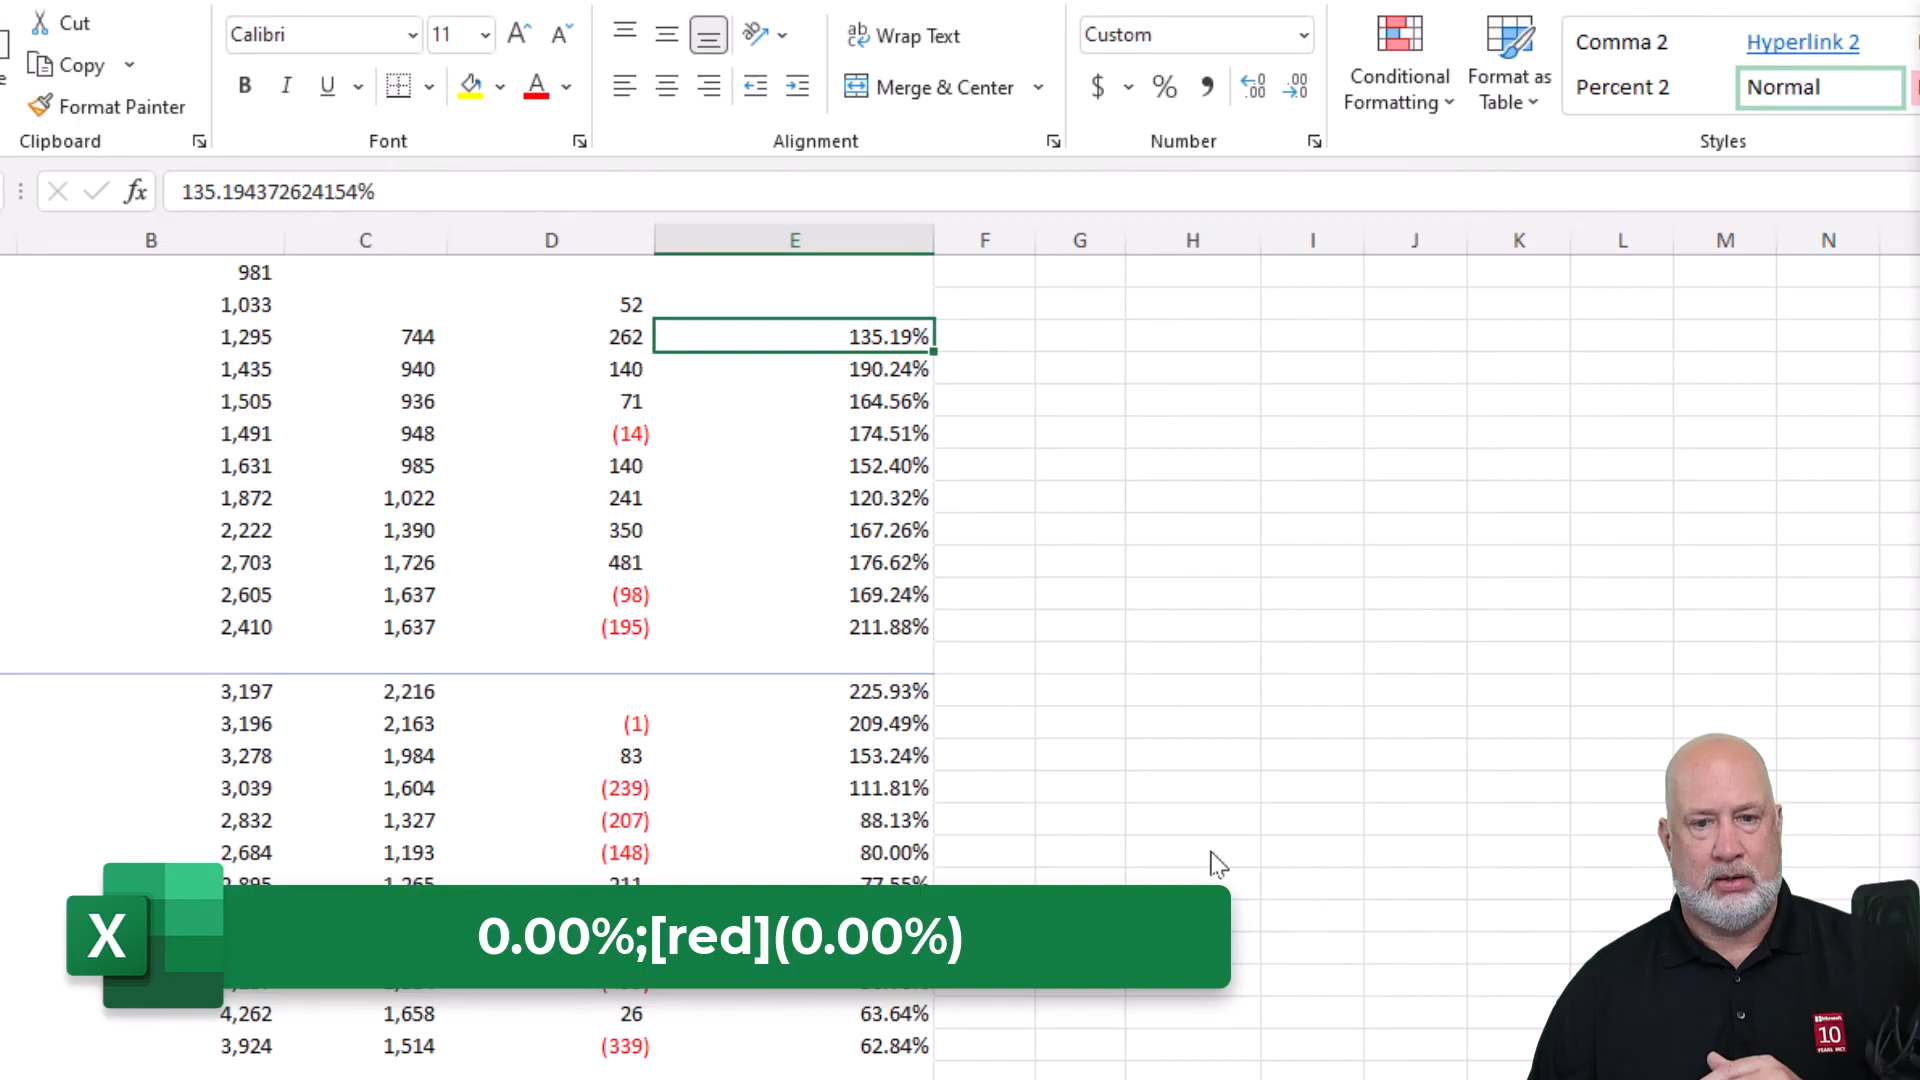 Cut
Copy
Format Painter
Clipboard
Calibri
11
A A
B I U A
Font
ab Wrap Text
c
Merge & Center
Alignment
Custom
$ % 9
.00 .00
Number
Conditional
Formatting
Format as
Table
Comma 2 Hyperlink 2
Percent 2 Normal
Styles
fx 135.194372624154%
B C D E F G H I J K L M N
981
1,033 52
1,295 744 262 135.19%
1,435 940 140 190.24%
1,505 936 71 164.56%
1,491 948 (14) 174.51%
1,631 985 140 152.40%
1,872 1,022 241 120.32%
2,222 1,390 350 167.26%
2,703 1,726 481 176.62%
2,605 1,637 (98) 169.24%
2,410 1,637 (195) 211.88%
3,197 2,216 225.93%
3,196 2,163 (1) 209.49%
3,278 1,984 83 153.24%
3,039 1,604 (239) 111.81%
2,832 1,327 (207) 88.13%
2,684 1,193 (148) 80.00%
2,895 1,265 211 77.55%
X 0.00%;[red](0.00%)
4,262 1,658 26 63.64%
3,924 1,514 (339) 62.84%
Microsoft
10
YEARS MCT